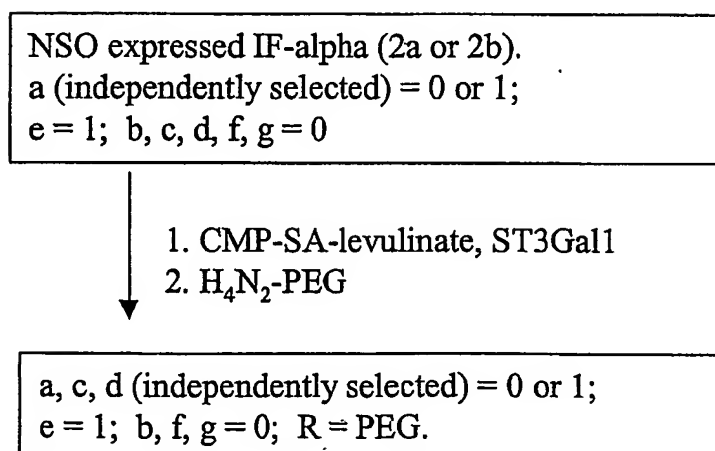 NSO expressed IF-alpha (2a or 2b).
a (independently selected) = 0 or 1;
e = 1; b, c, d, f, g = 0
1. CMP-SA-levulinate, ST3Gal1
2. H₄N₂-PEG
a, c, d (independently selected) = 0 or 1;
e = 1; b, f, g = 0; R = PEG.